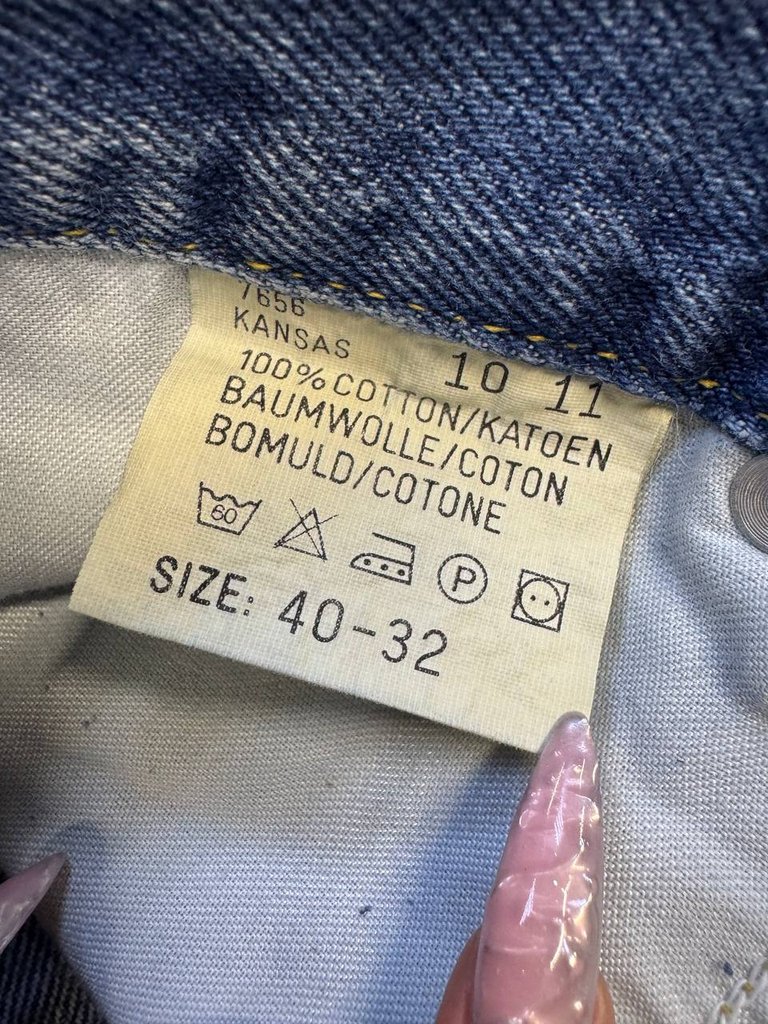 7656
KANSAS 10 11
100% COTTON/KATOEN
BAUMWOLLE/COTON
BOMULD/COTONE
60 P
SIZE: 40-32